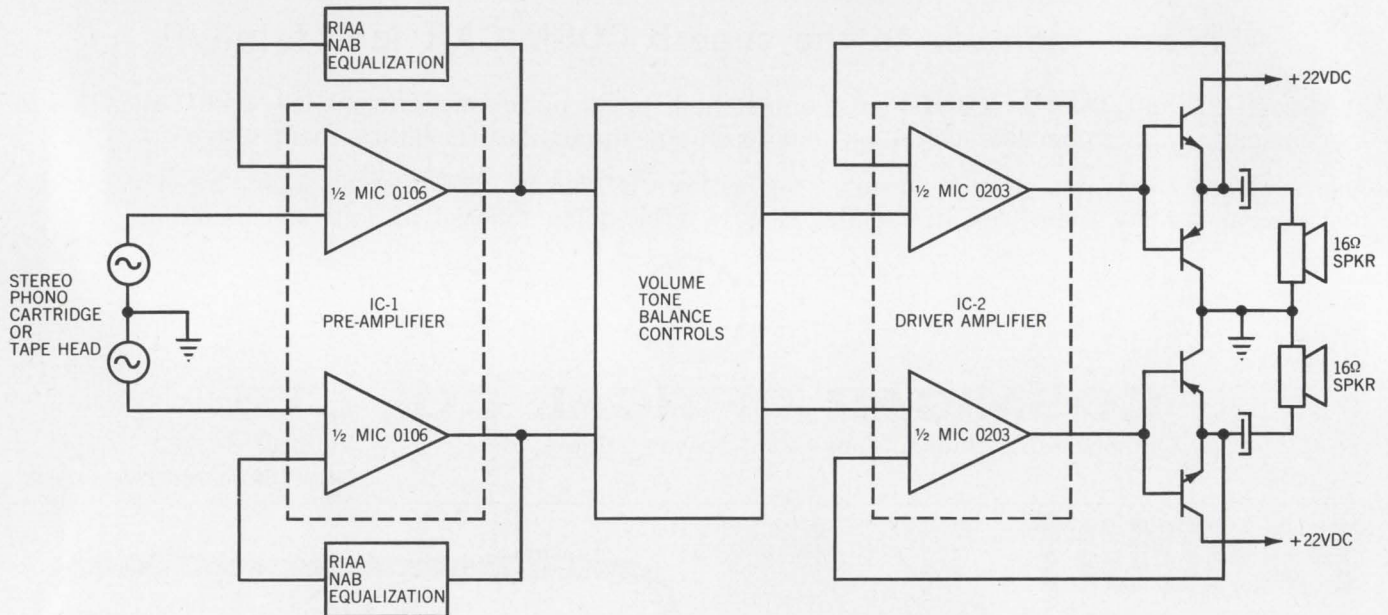 RIAA
NAB
EQUALIZATION
+22VDC
½ MIC 0106
½ MIC 0203
16Ω
SPKR
STEREO
PHONO
CARTRIDGE
OR
TAPE HEAD
IC-1
PRE-AMPLIFIER
VOLUME
TONE
BALANCE
CONTROLS
IC-2
DRIVER AMPLIFIER
16Ω
SPKR
½ MIC 0106
½ MIC 0203
+22VDC
RIAA
NAB
EQUALIZATION